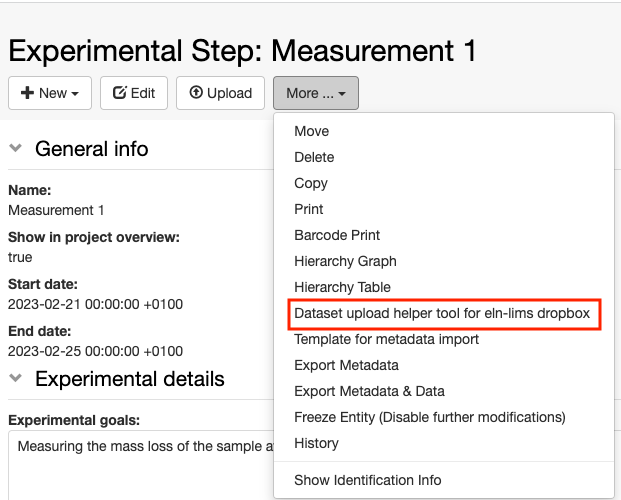 Experimental Step: Measurement 1
New
Edit
Upload
More ...
Move
Delete
Copy
Print
Barcode Print
Hierarchy Graph
Hierarchy Table
Dataset upload helper tool for eln-lims dropbox
Template for metadata import
Export Metadata
Export Metadata & Data
Freeze Entity (Disable further modifications)
History
Show Identification Info
General info
Name:
Measurement 1
Show in project overview:
true
Start date:
2023-02-21 00:00:00 +0100
End date:
2023-02-25 00:00:00 +0100
Experimental details
Experimental goals:
Measuring the mass loss of the sample